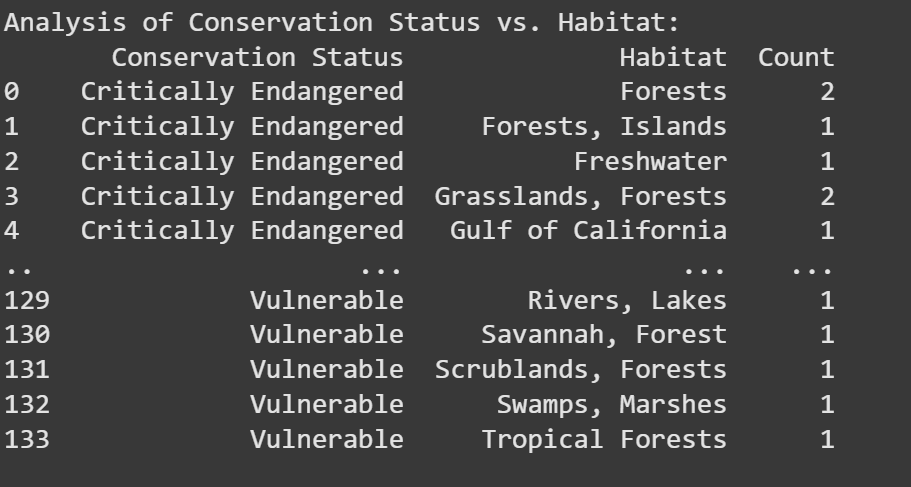 Analysis of Conservation Status vs. Habitat:
Conservation Status Habitat Count
0 Critically Endangered Forests 2
1 Critically Endangered Forests, Islands 1
2 Critically Endangered Freshwater 1
3 Critically Endangered Grasslands, Forests 2
4 Critically Endangered Gulf of California 1
.. ... ... ...
129 Vulnerable Rivers, Lakes 1
130 Vulnerable Savannah, Forest 1
131 Vulnerable Scrublands, Forests 1
132 Vulnerable Swamps, Marshes 1
133 Vulnerable Tropical Forests 1